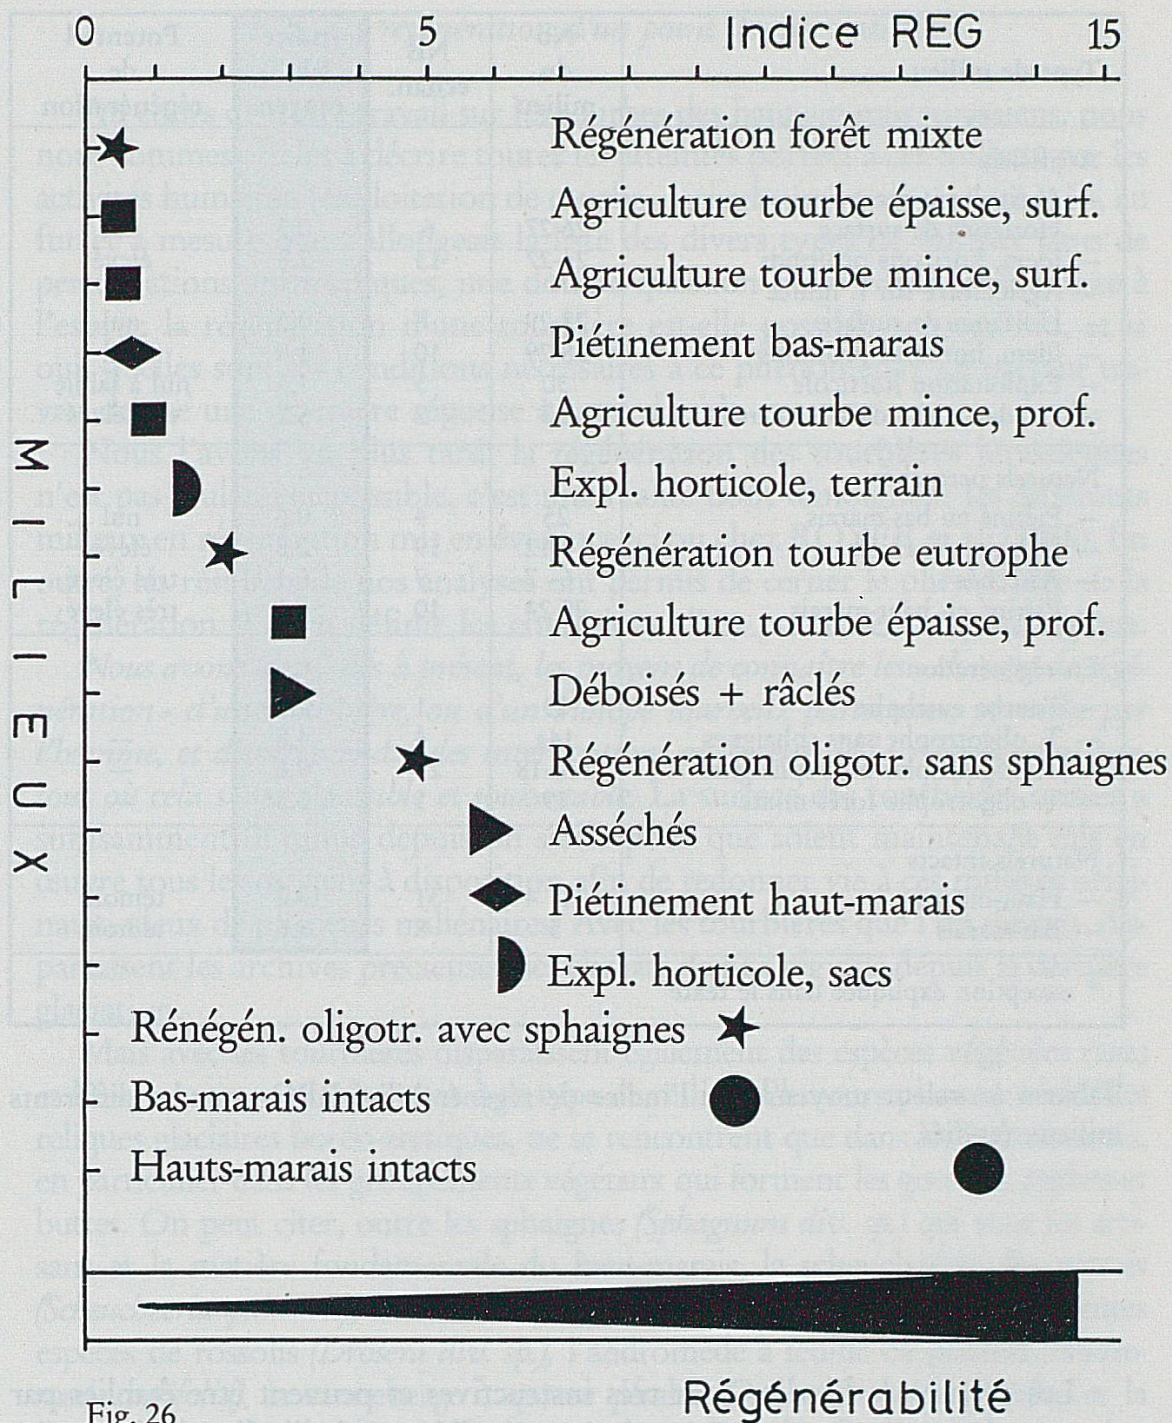 0 5 Indice REG 15
Régénération forêt mixte
Agriculture tourbe épaisse, surf.
Agriculture tourbe mince, surf.
Piétinement bas-marais
Agriculture tourbe mince, prof.
Expl. horticole, terrain
Régénération tourbe eutrophe
Agriculture tourbe épaisse, prof.
Déboisés + râclés
Régénération oligotr. sans sphaignes
Asséchés
Piétinement haut-marais
Expl. horticole, sacs
Rénégén. oligotr. avec sphaignes
Bas-marais intacts
Hauts-marais intacts
MILIEUX
Régénérabilité
Fig. 26